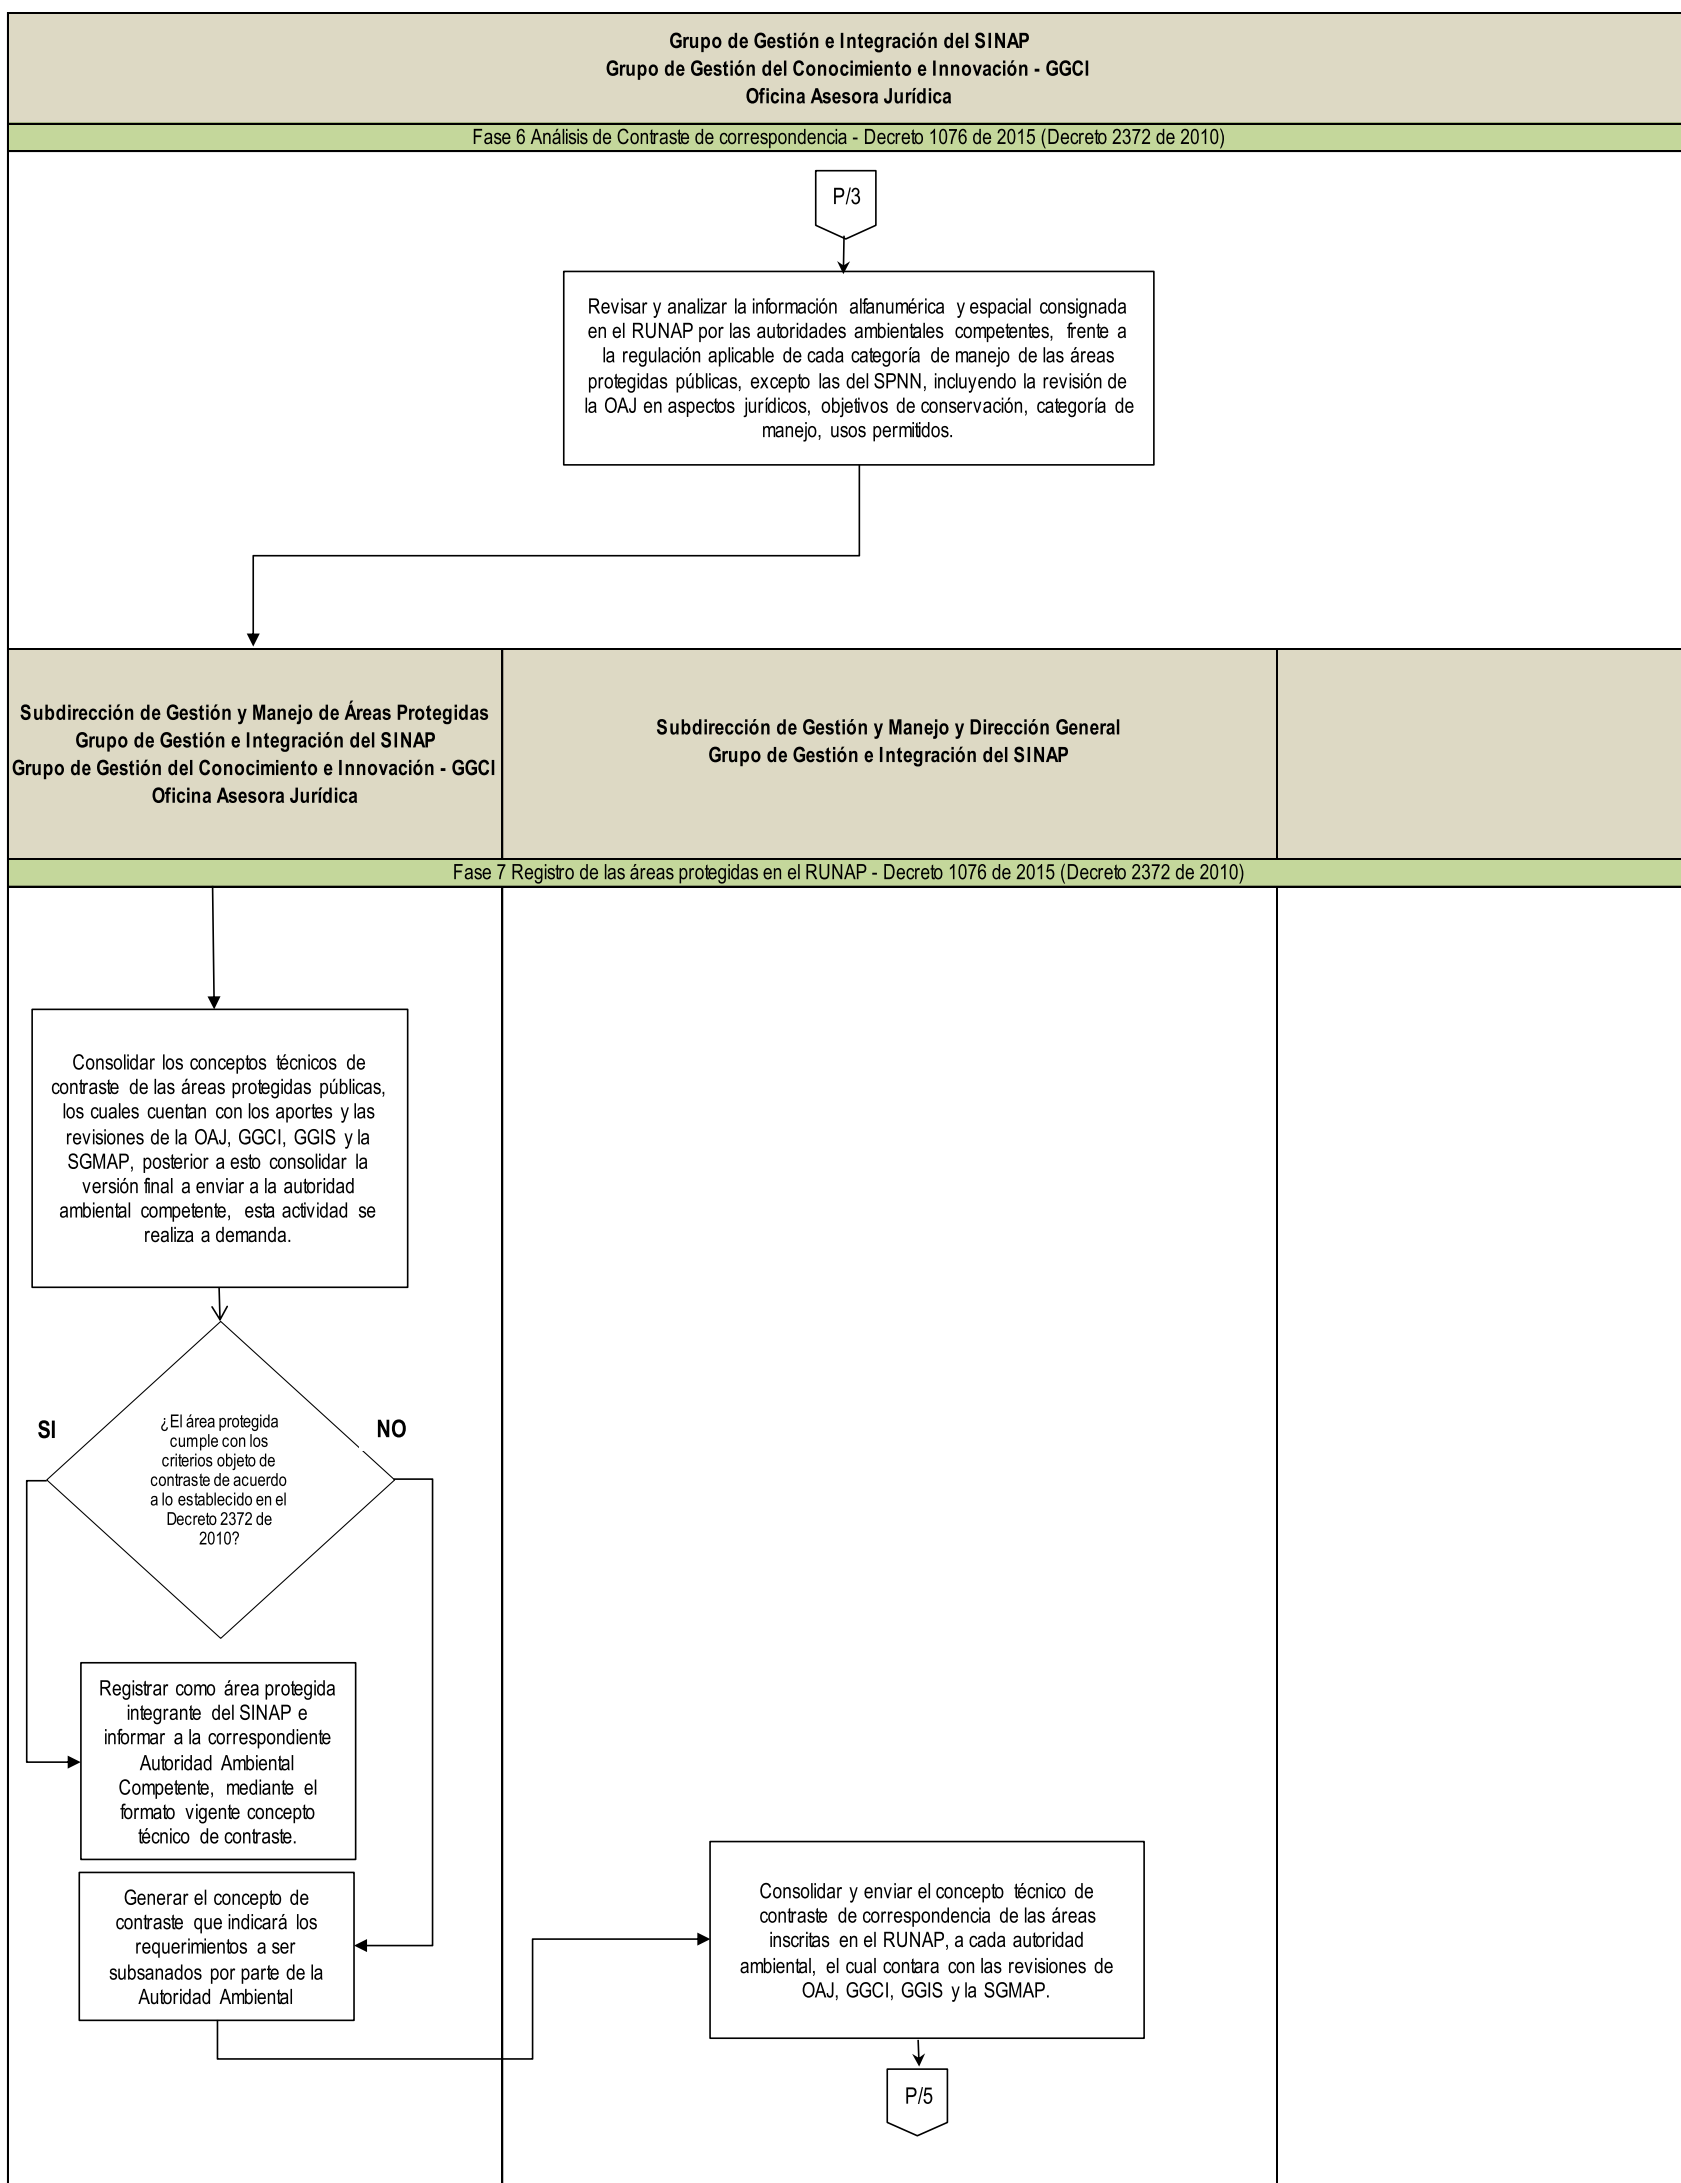 Grupo de Gestión e Integración del SINAP
Grupo de Gestión del Conocimiento e Innovación - GGCI
Oficina Asesora Jurídica
Fase 6 Análisis de Contraste de correspondencia - Decreto 1076 de 2015 (Decreto 2372 de 2010)
P/3
Revisar y analizar la información alfanumérica y espacial consignada
en el RUNAP por las autoridades ambientales competentes, frente a
la regulación aplicable de cada categoría de manejo de las áreas
protegidas públicas, excepto las del SPNN, incluyendo la revisión de
la OAJ en aspectos jurídicos, objetivos de conservación, categoría de
manejo, usos permitidos.
Subdirección de Gestión y Manejo de Áreas Protegidas
Grupo de Gestión e Integración del SINAP
Grupo de Gestión del Conocimiento e Innovación - GGCI
Oficina Asesora Jurídica
Subdirección de Gestión y Manejo y Dirección General
Grupo de Gestión e Integración del SINAP
Fase 7 Registro de las áreas protegidas en el RUNAP - Decreto 1076 de 2015 (Decreto 2372 de 2010)
Consolidar los conceptos técnicos de
contraste de las áreas protegidas públicas,
los cuales cuentan con los aportes y las
revisiones de la OAJ, GGCI, GGIS y la
SGMAP, posterior a esto consolidar la
versión final a enviar a la autoridad
ambiental competente, esta actividad se
realiza a demanda.
SI
NO
¿El área protegida
cumple con los
criterios objeto de
contraste de acuerdo
a lo establecido en el
Decreto 2372 de
2010?
Registrar como área protegida
integrante del SINAP e
informar a la correspondiente
Autoridad Ambiental
Competente, mediante el
formato vigente concepto
técnico de contraste.
Generar el concepto de
contraste que indicará los
requerimientos a ser
subsanados por parte de la
Autoridad Ambiental
Consolidar y enviar el concepto técnico de
contraste de correspondencia de las áreas
inscritas en el RUNAP, a cada autoridad
ambiental, el cual contara con las revisiones de
OAJ, GGCI, GGIS y la SGMAP.
P/5